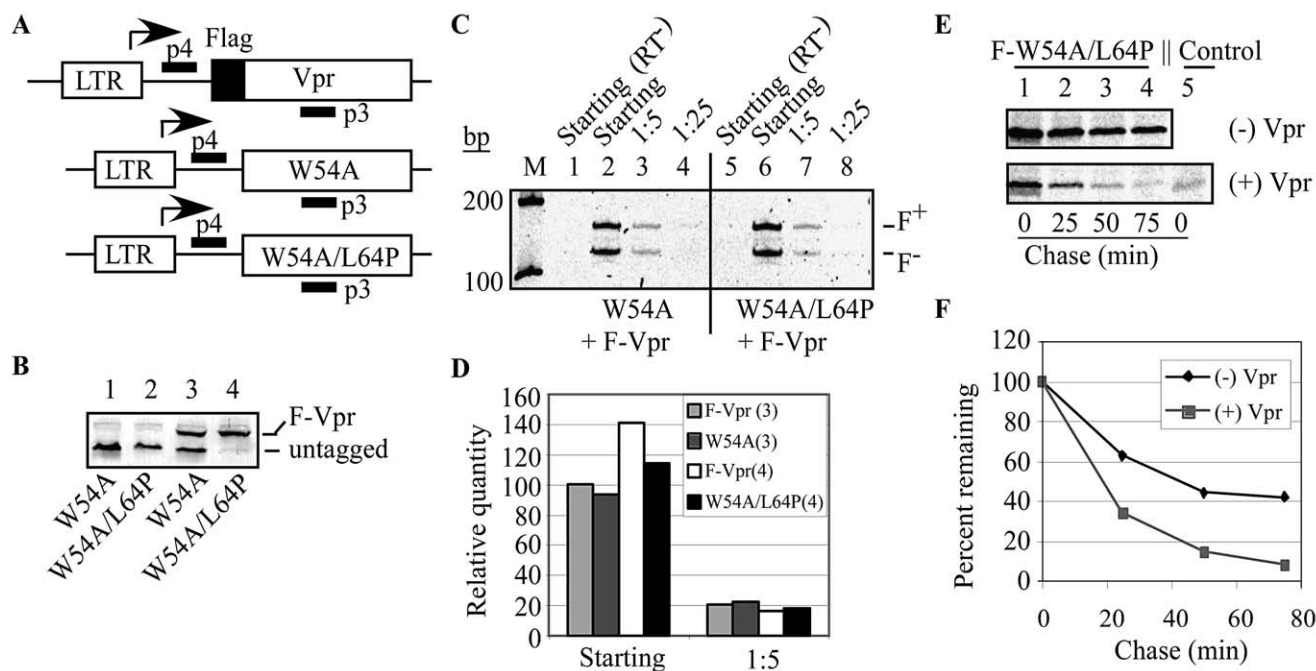 A
p4
Flag
LTR
Vpr
p3
p4
LTR
W54A
p3
p4
LTR
W54A/L64P
p3
B
1 2 3 4
F-Vpr
untagged
W54A
W54A/L64P
W54A
W54A/L64P
C
Starting (RT-)
Starting
1:5
1:25
Starting (RT-)
Starting
1:5
1:25
bp
M 1 2 3 4 5 6 7 8
200
100
F+
F-
W54A
+ F-Vpr
W54A/L64P
+ F-Vpr
D
Relative quantity
160
140
120
100
80
60
40
20
0
F-Vpr (3)
W54A(3)
F-Vpr(4)
W54A/L64P(4)
Starting 1:5
E
F-W54A/L64P || Control
1 2 3 4 5
(-) Vpr
(+) Vpr
0 25 50 75 0
Chase (min)
F
Percent remaining
120
100
80
60
40
20
0
(-) Vpr
(+) Vpr
0 20 40 60 80
Chase (min)